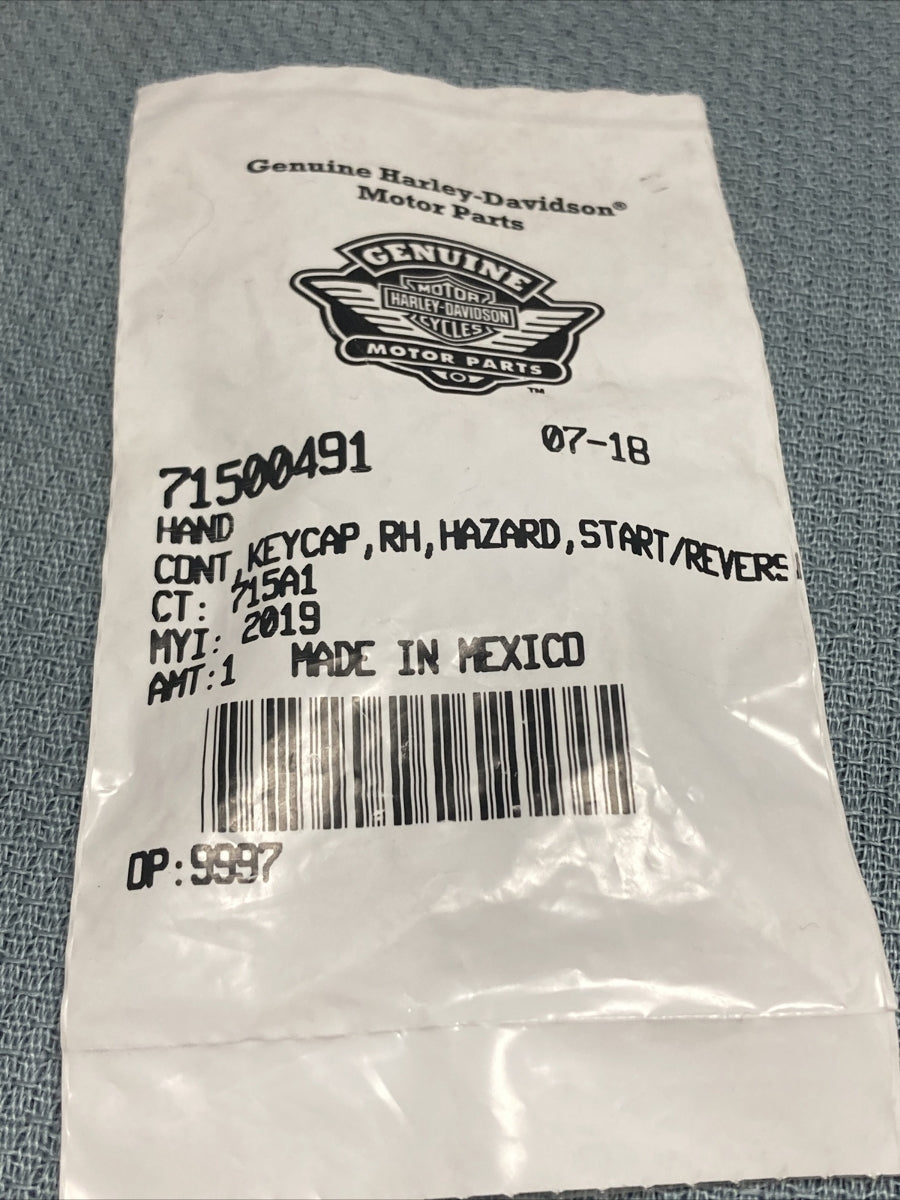 Genuine Harley-Davidson®
Motor Parts
GENUINE
MOTOR
HARLEY-DAVIDSON
CYCLES
MOTOR PARTS
™
07-18
71500491
HAND
CONT,KEYCAP,RH,HAZARD,START/REVERS
CT: 715A1
MYI: 2019
AMT:1 MADE IN MEXICO
OP:9997